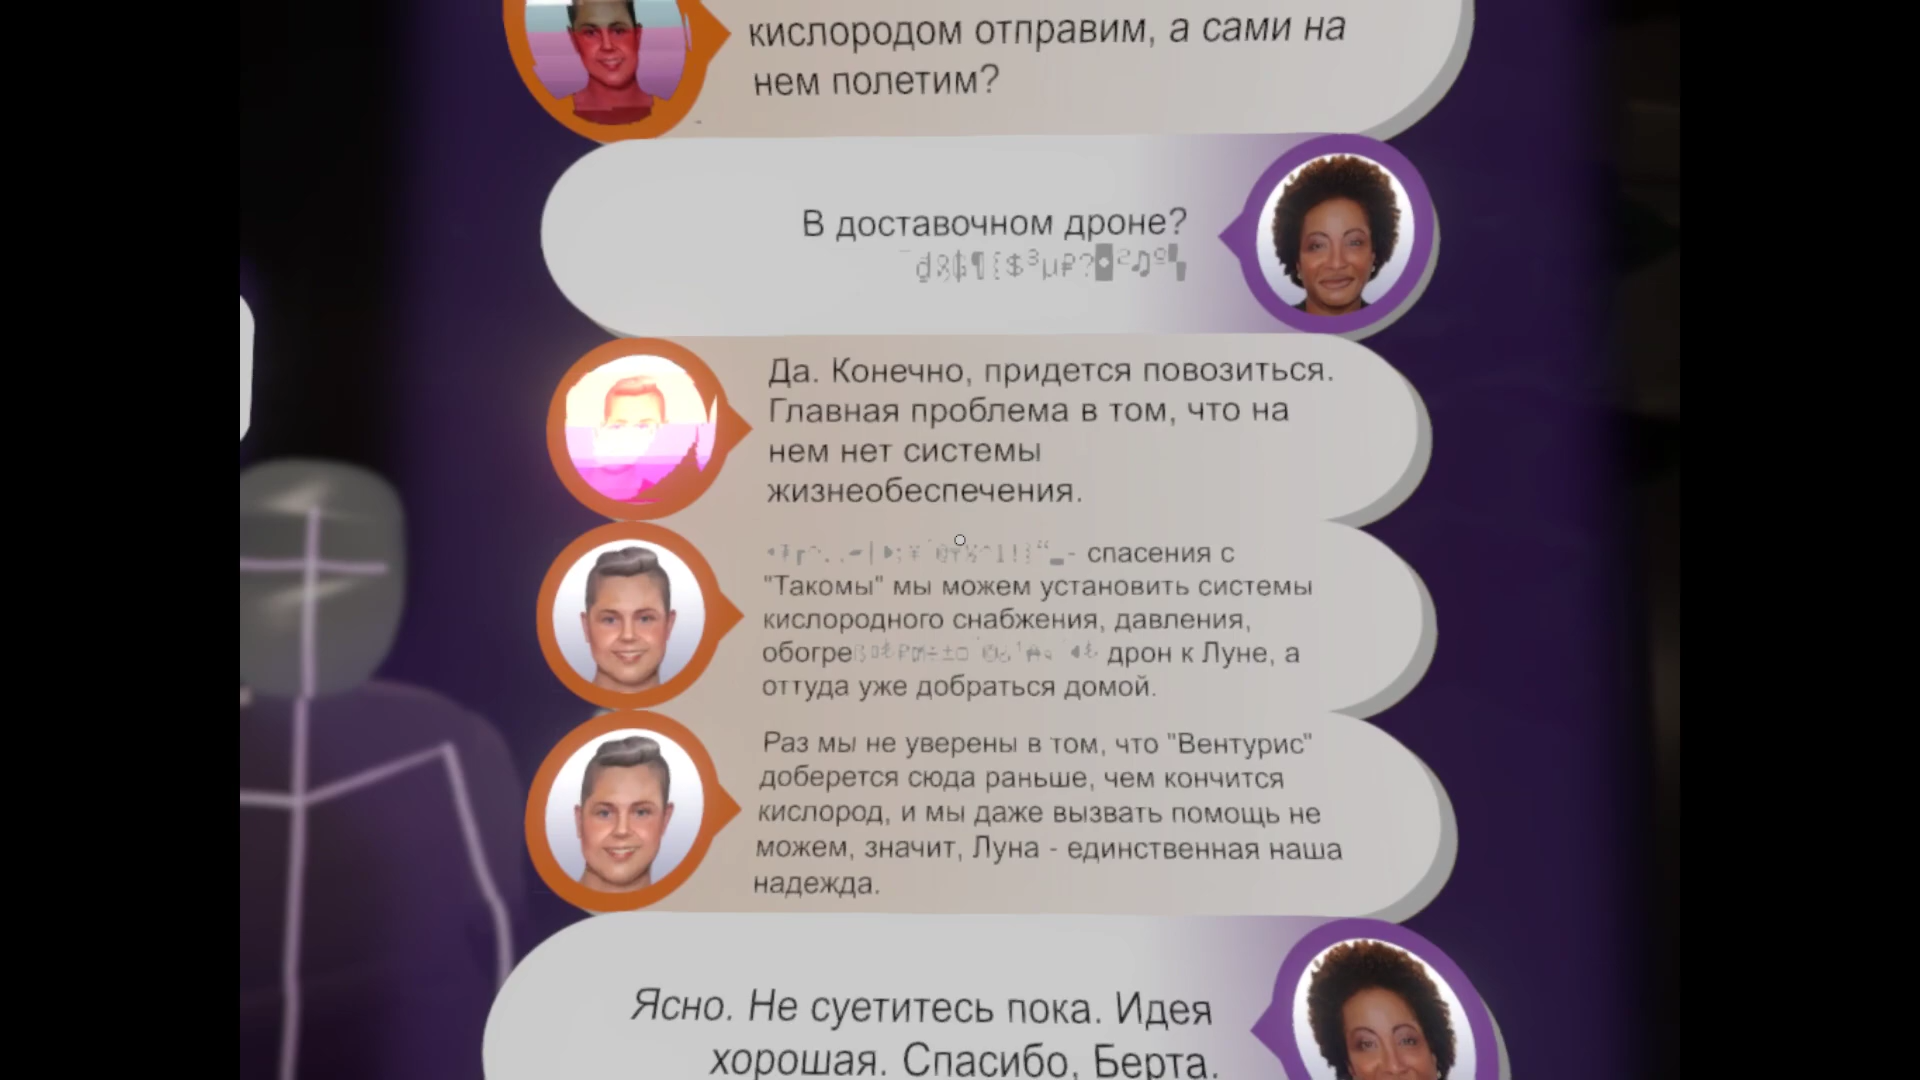 кислородом отправим, а сами на
нем полетим?
В доставочном дроне?
Да. Конечно, придется повозиться.
Главная проблема в том, что на
нем нет системы
жизнеобеспечения.
спасения с
"Такомы" мы можем установить системы
кислородного снабжения, давления,
обогре дрон к Луне, а
оттуда уже добраться домой.
Раз мы не уверены в том, что "Вентурис"
доберется сюда раньше, чем кончится
кислород, и мы даже вызвать помощь не
можем, значит, Луна - единственная наша
надежда.
Ясно. Не суетитесь пока. Идея
хорошая. Спасибо, Берта.